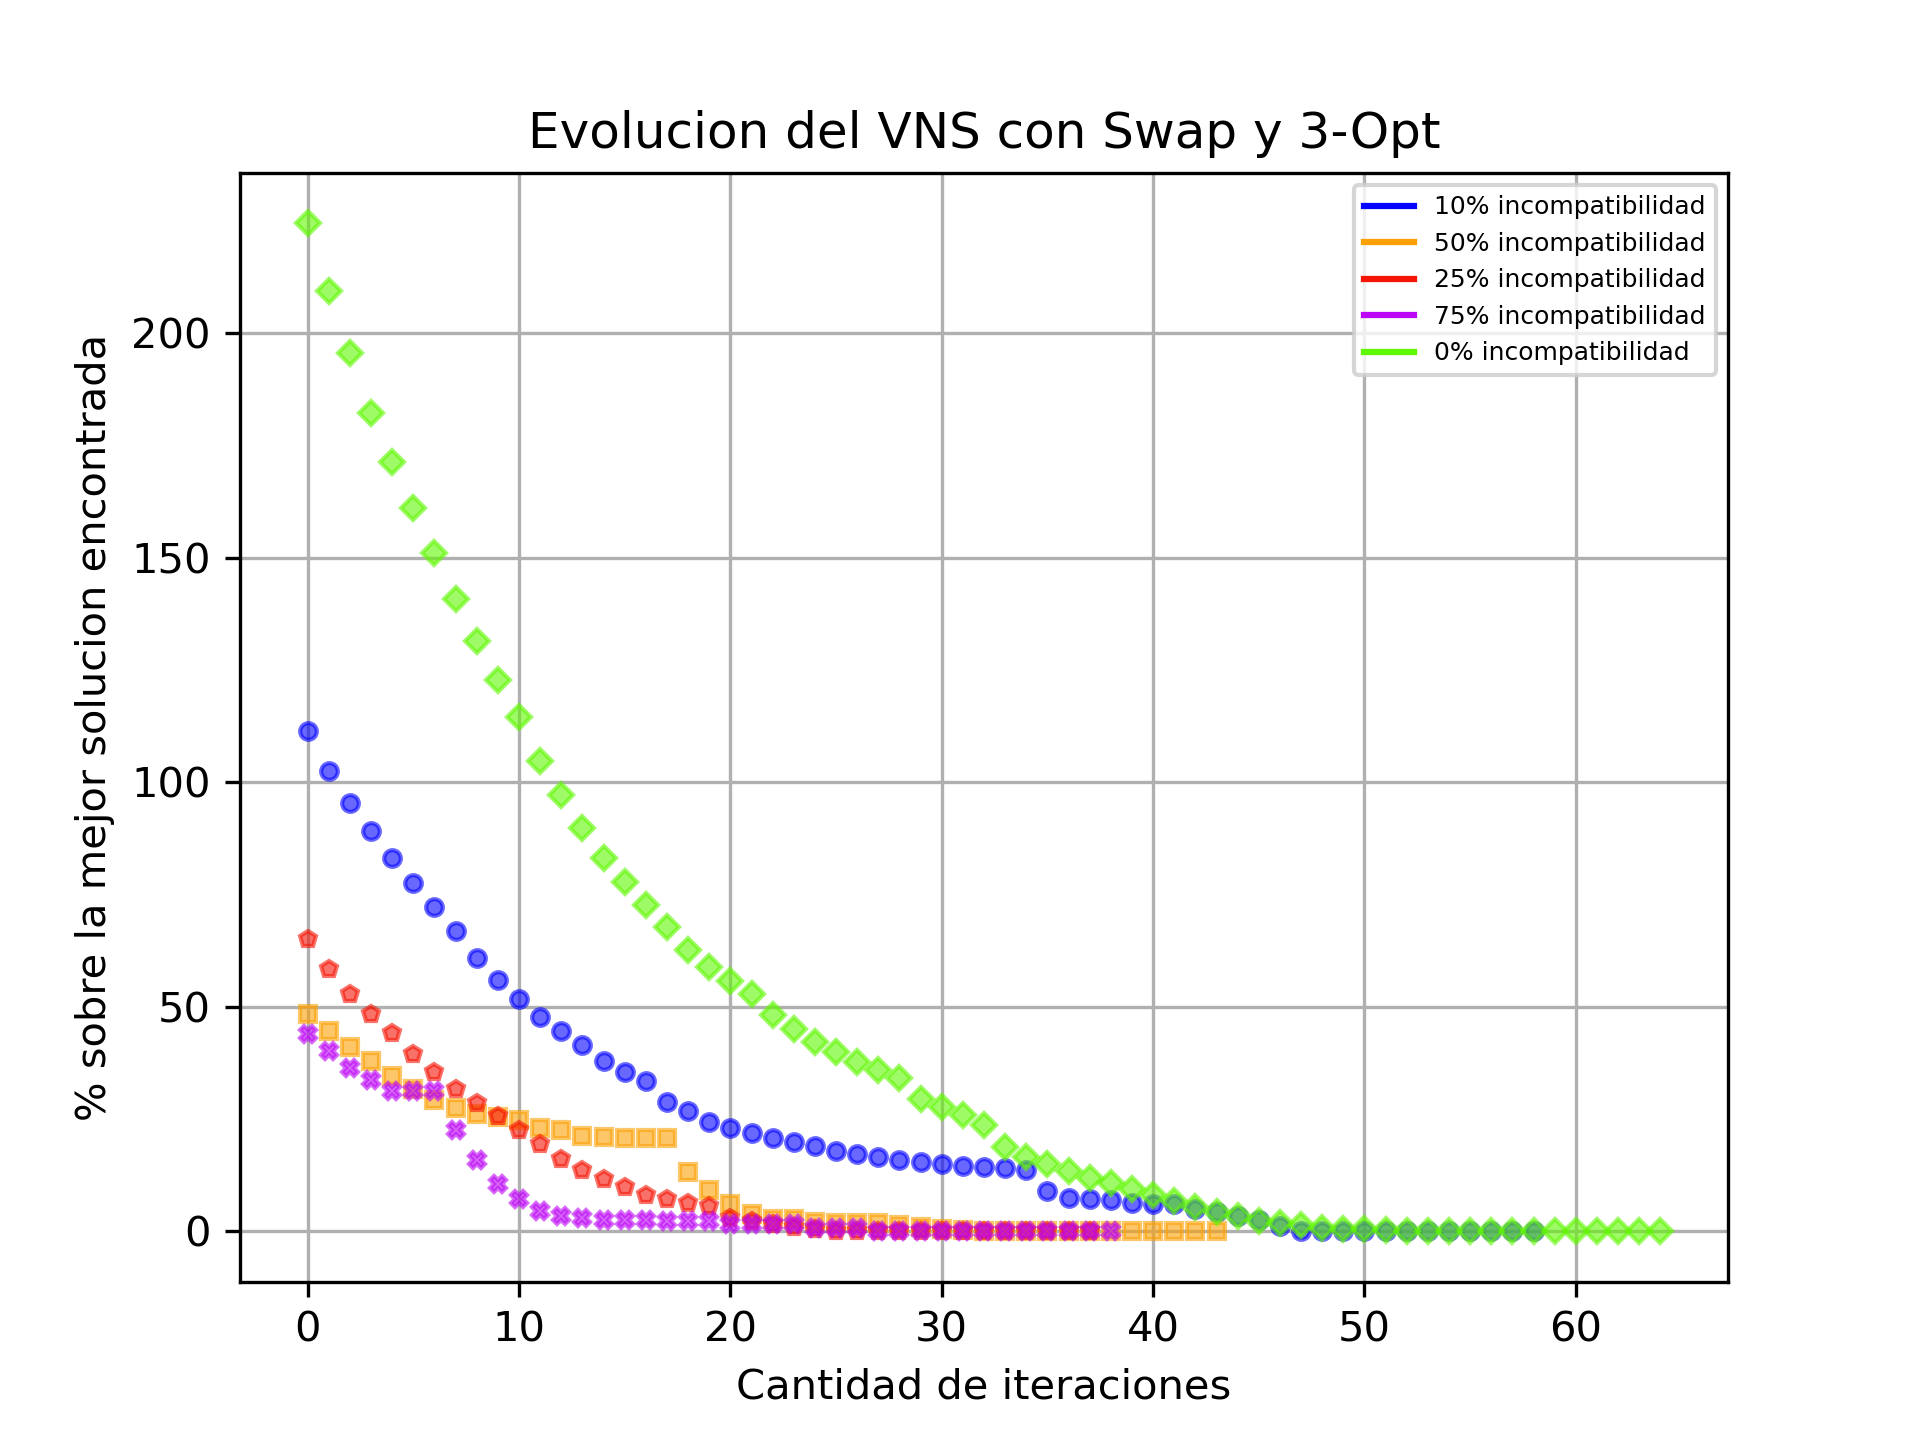 Evolucion del VNS con Swap y 3-Opt
10% incompatibilidad
50% incompatibilidad
25% incompatibilidad
75% incompatibilidad
0% incompatibilidad
% sobre la mejor solucion encontrada
200
150
100
50
0
0 10 20 30 40 50 60
Cantidad de iteraciones